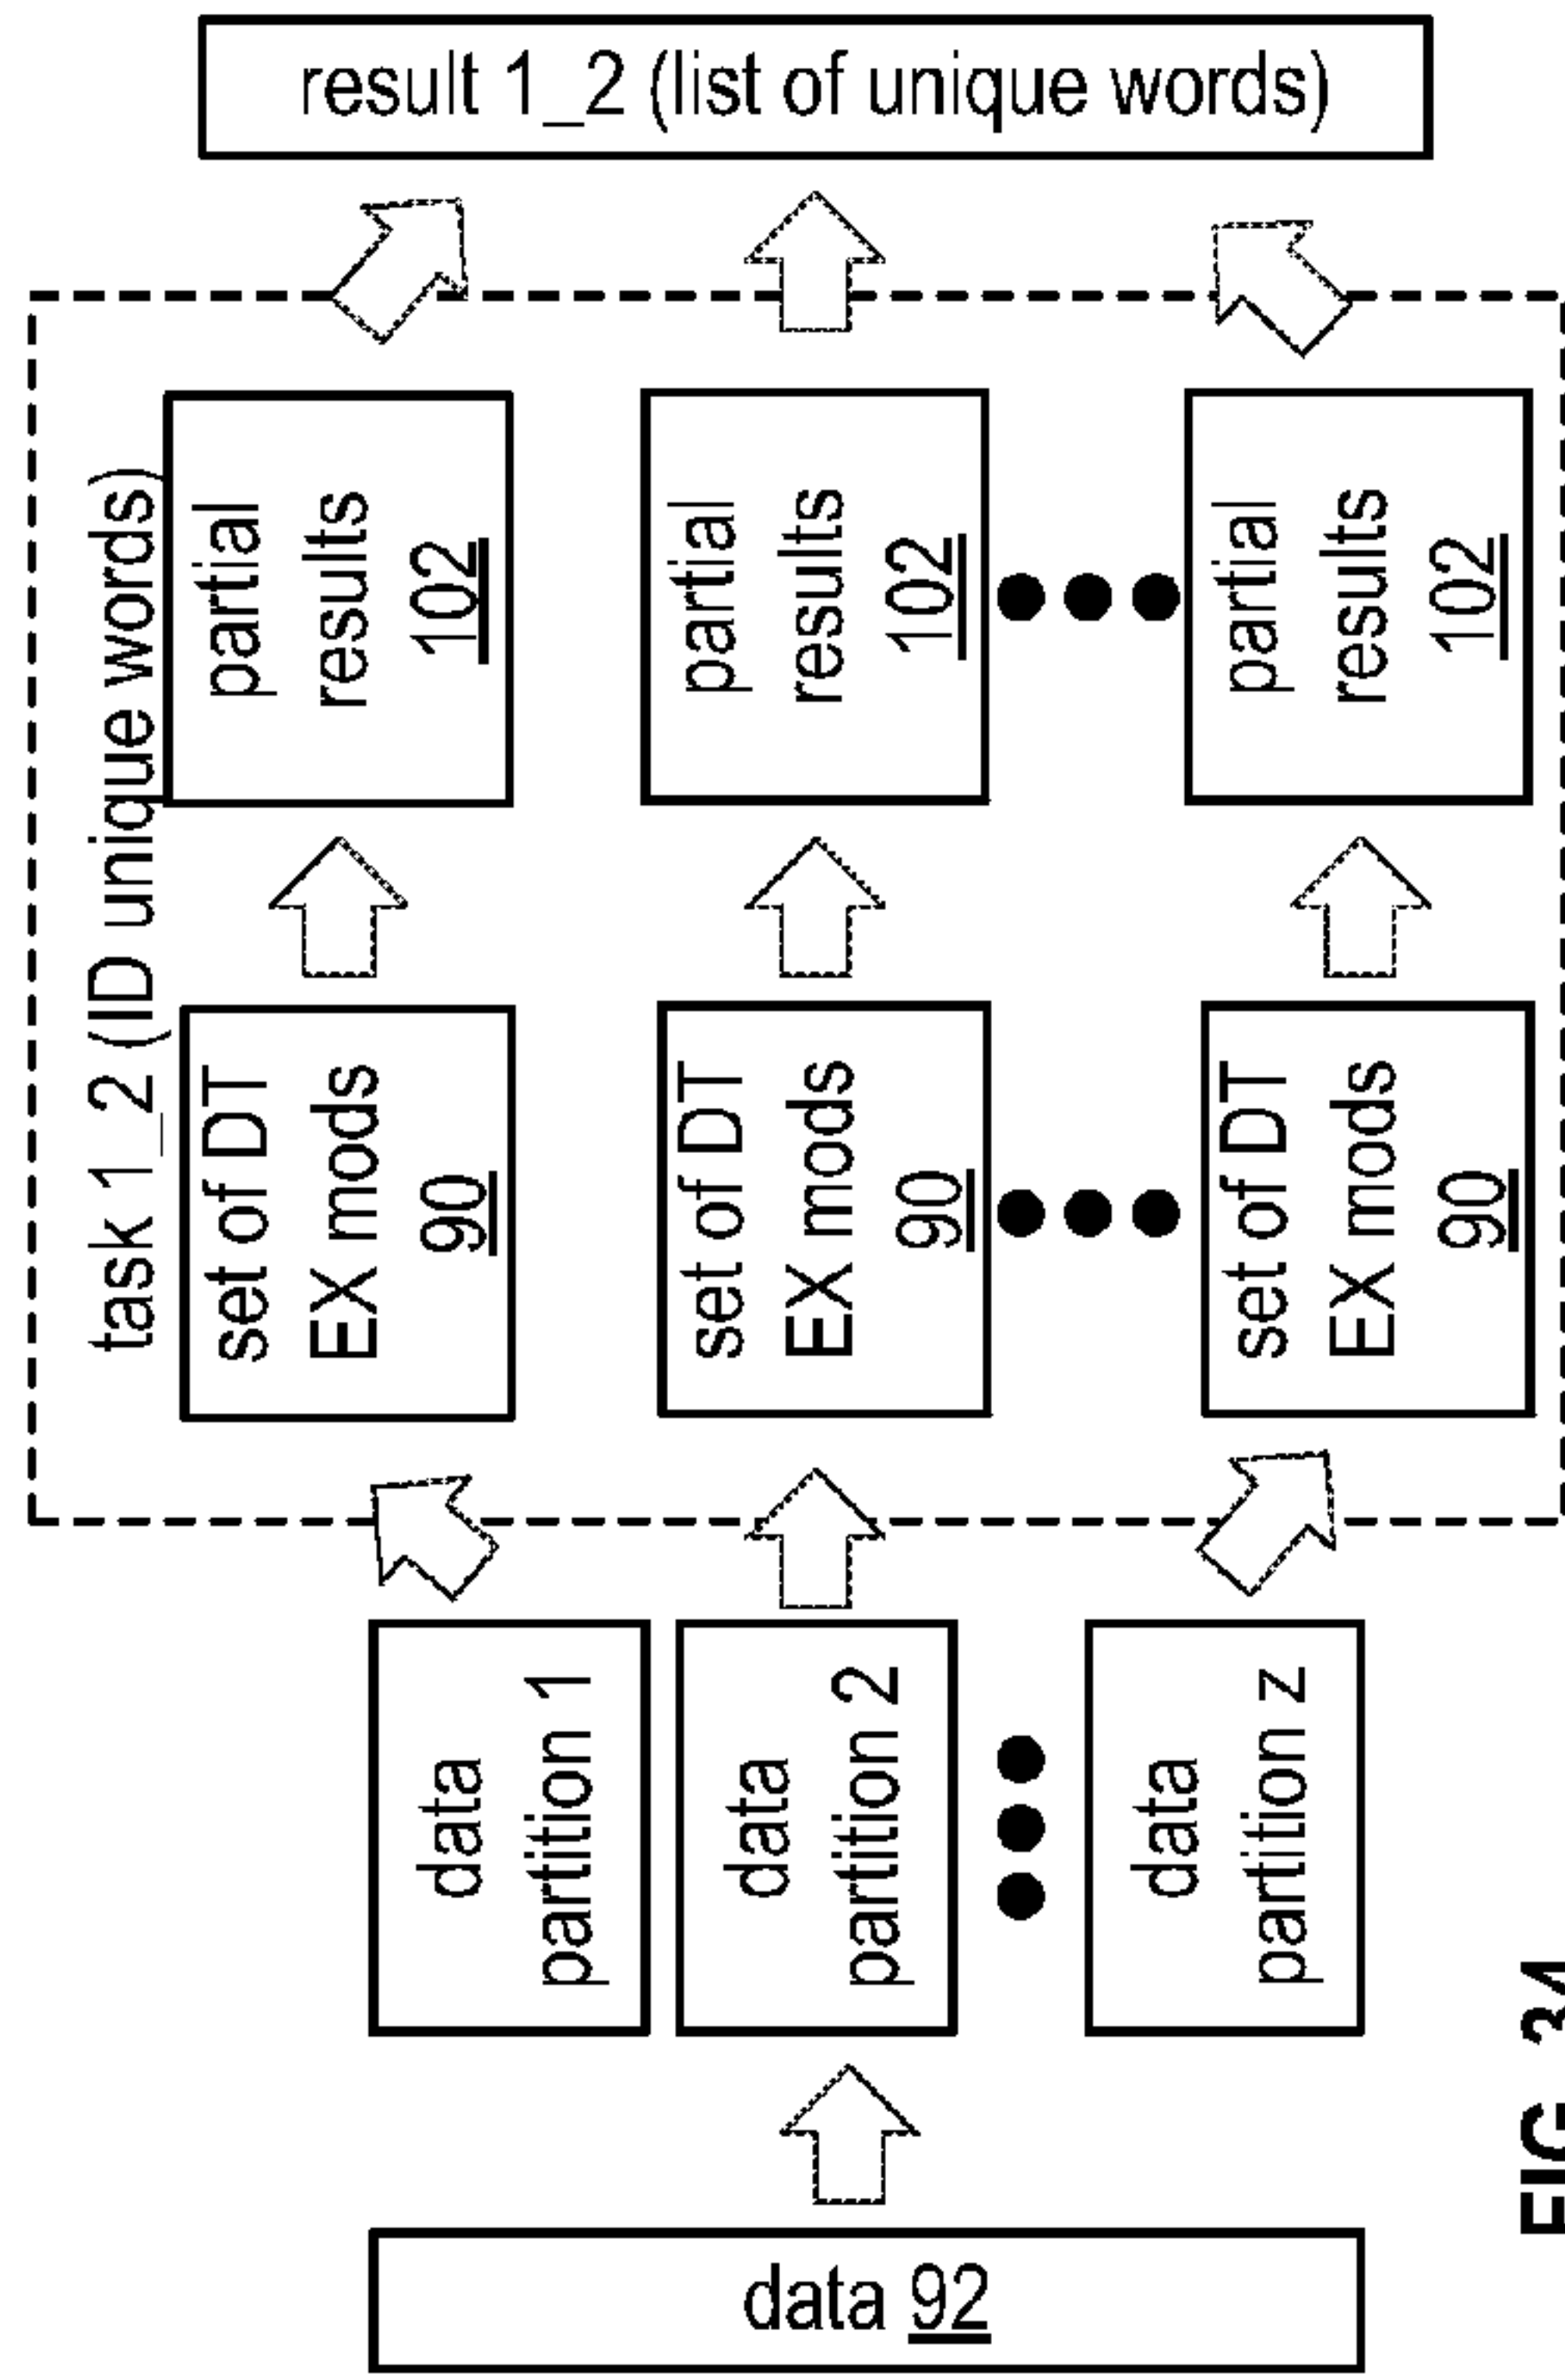 data 92
data
partition 1
data
partition 2
data
partition z
task 1_2 (ID unique words)
set of DT
EX mods
90
set of DT
EX mods
90
set of DT
EX mods
90
partial
results
102
partial
results
102
partial
results
102
result 1_2 (list of unique words)
FIG